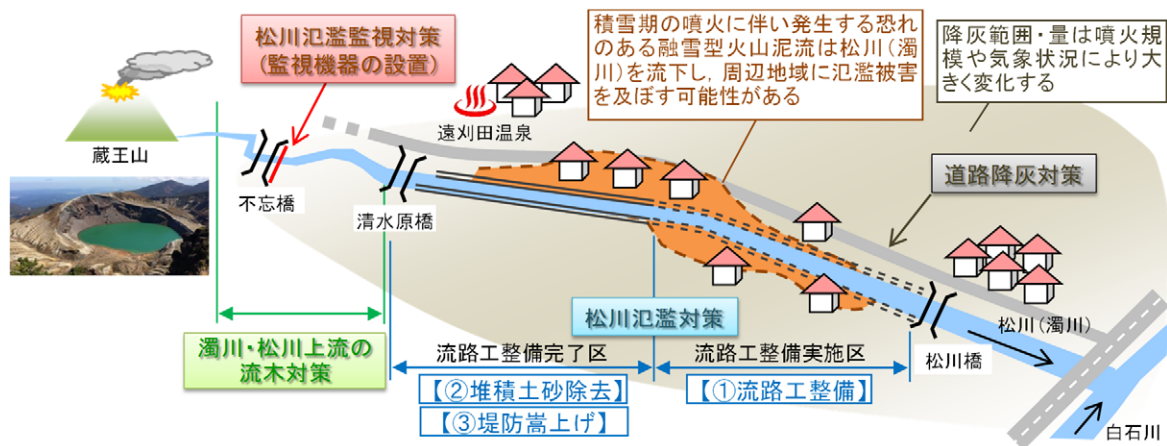 松川氾濫監視対策
(監視機器の設置)
積雪期の噴火に伴い発生する恐れ
のある融雪型火山泥流は松川(濁
川)を流下し,周辺地域に氾濫被害
を及ぼす可能性がある
降灰範囲・量は噴火規
模や気象状況により大
きく変化する
蔵王山
遠刈田温泉
道路降灰対策
不忘橋
清水原橋
松川氾濫対策
松川(濁川)
松川橋
白石川
濁川・松川上流の
流木対策
流路工整備完了区
流路工整備実施区
【②堆積土砂除去】
【①流路工整備】
【③堤防嵩上げ】